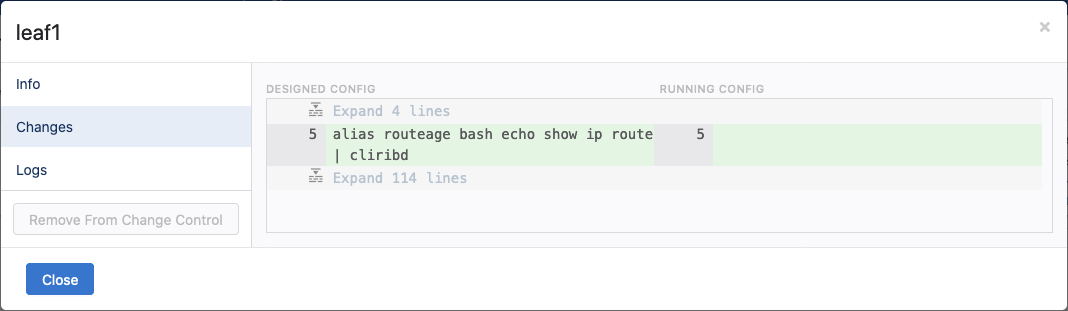 leaf1
×
Info
Changes
Logs
Remove From Change Control
DESIGNED CONFIG RUNNING CONFIG
Expand 4 lines
5 alias routeage bash echo show ip route 5
| cliribd
Expand 114 lines
Close